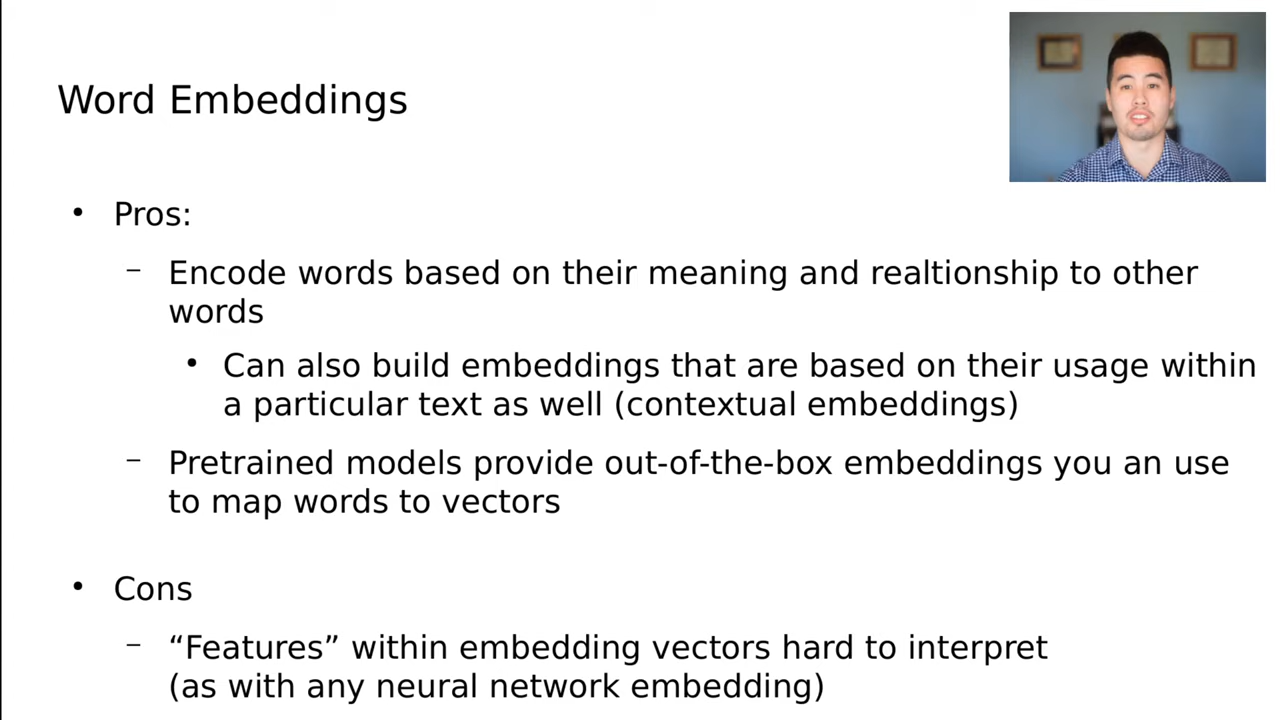 Word Embeddings
• Pros:
– Encode words based on their meaning and realtionship to other
words
• Can also build embeddings that are based on their usage within
a particular text as well (contextual embeddings)
– Pretrained models provide out-of-the-box embeddings you an use
to map words to vectors
• Cons
– “Features” within embedding vectors hard to interpret
(as with any neural network embedding)